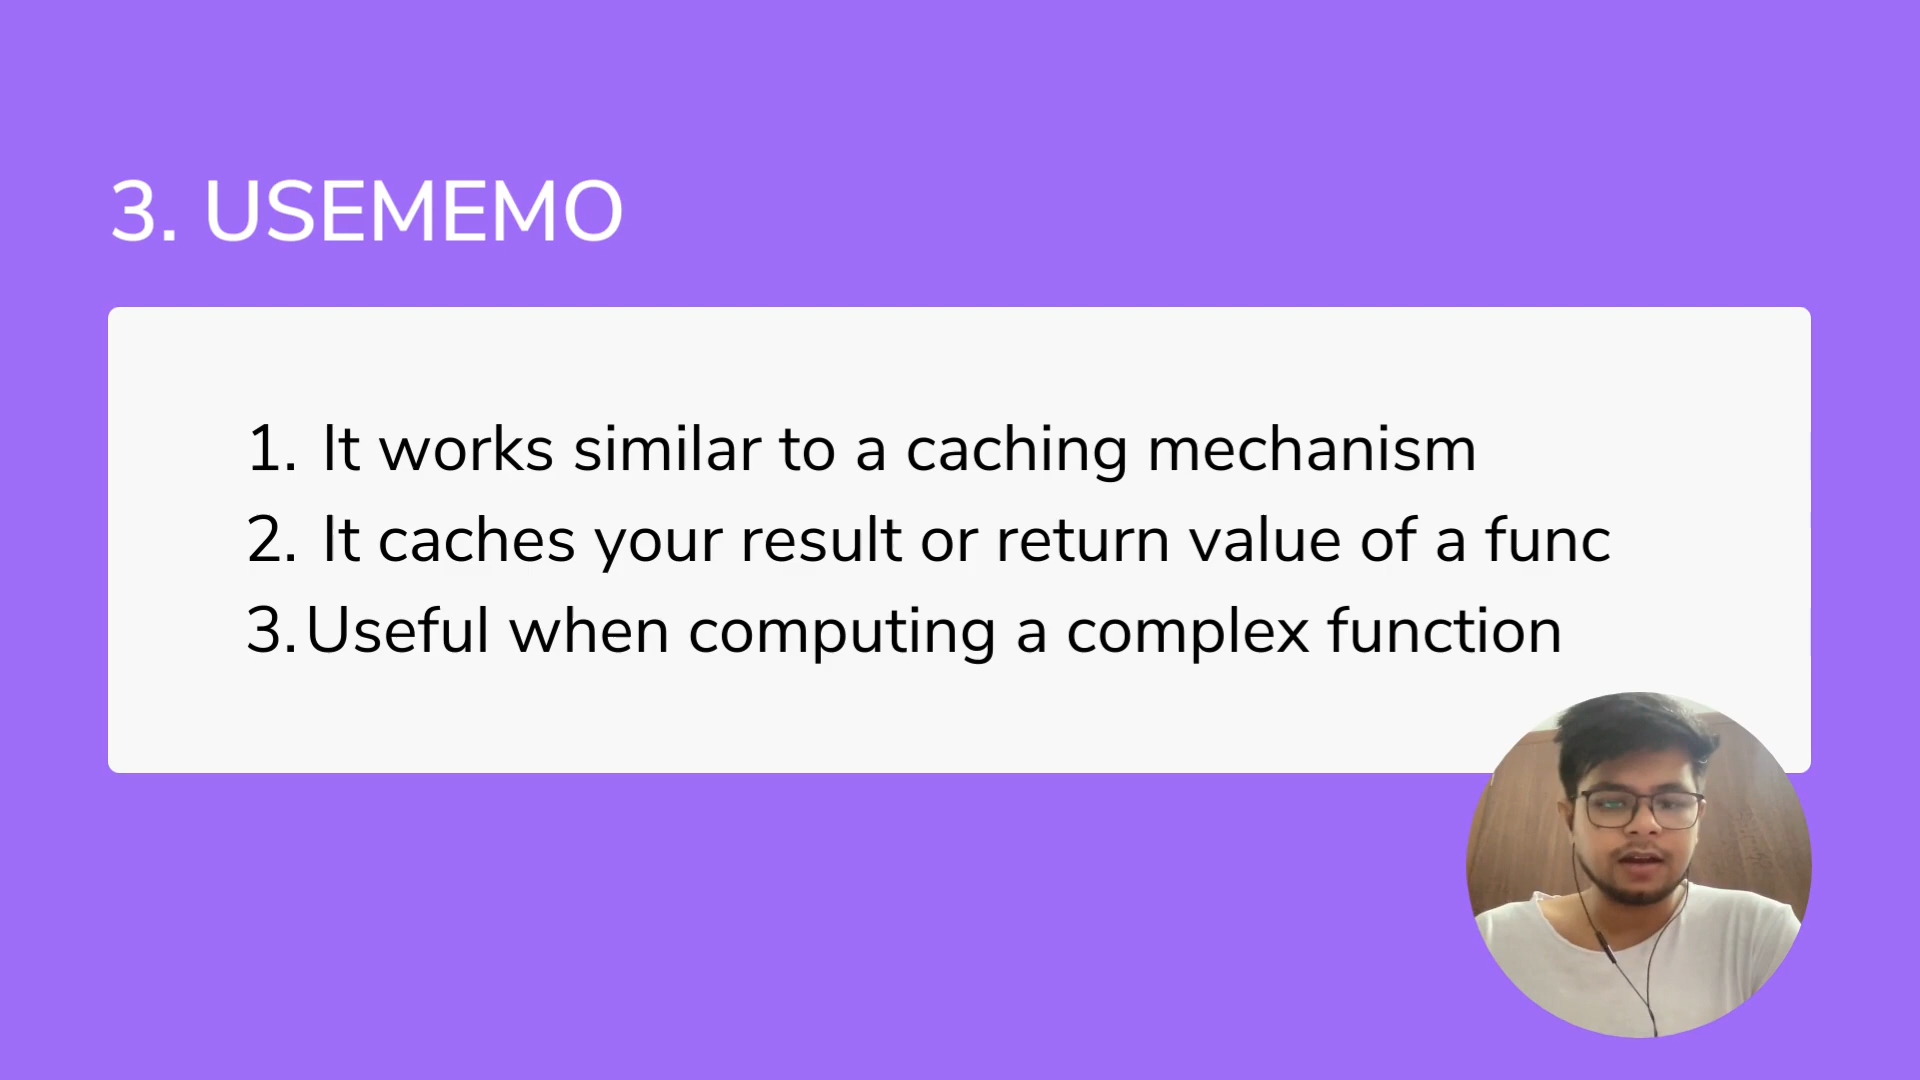 3. USEMEMO
1. It works similar to a caching mechanism
2. It caches your result or return value of a func
3. Useful when computing a complex function